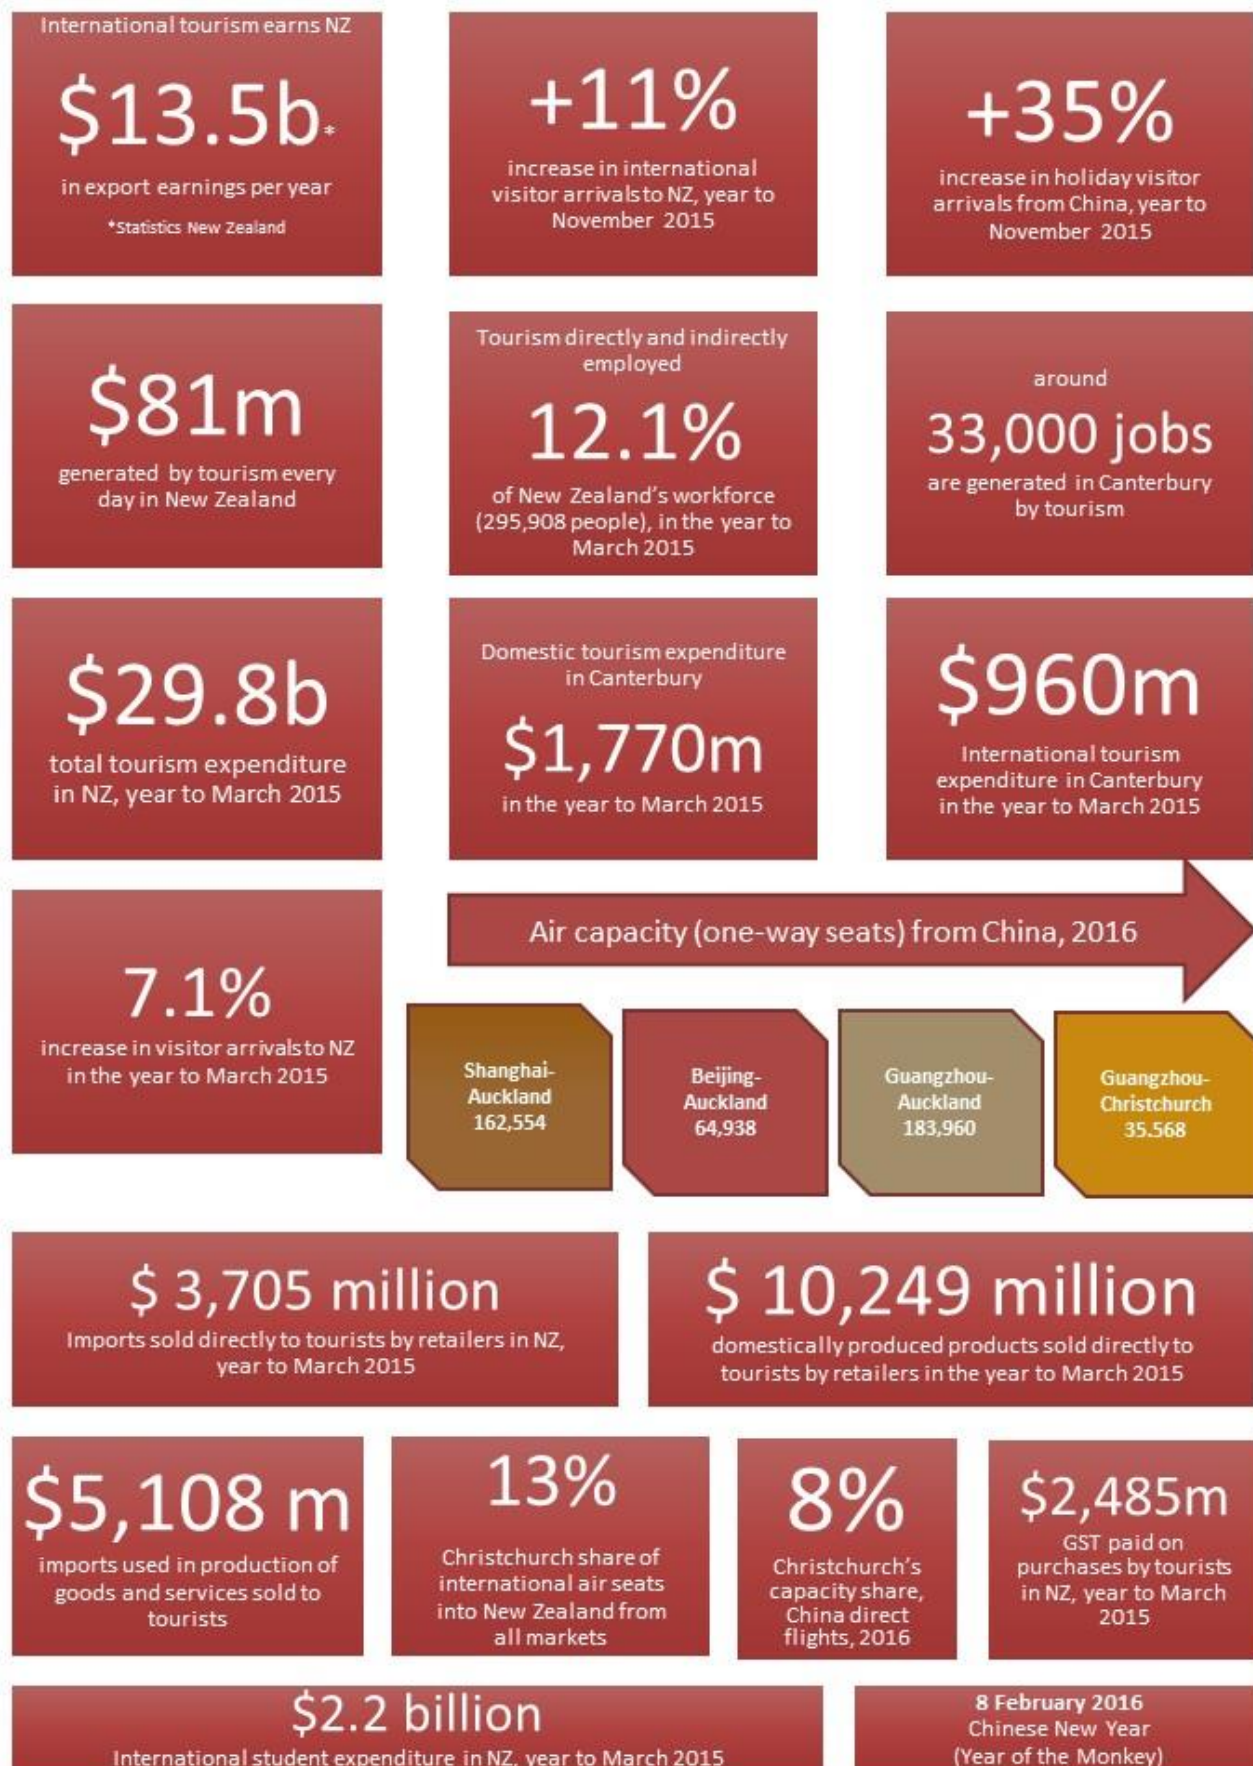 International tourism earns NZ
$13.5b*
in export earnings per year
*Statistics New Zealand
+11%
increase in international
visitor arrivals to NZ, year to
November 2015
+35%
increase in holiday visitor
arrivals from China, year to
November 2015
$81m
generated by tourism every
day in New Zealand
Tourism directly and indirectly
employed
12.1%
of New Zealand's workforce
(295,908 people), in the year to
March 2015
around
33,000 jobs
are generated in Canterbury
by tourism
$29.8b
total tourism expenditure
in NZ, year to March 2015
Domestic tourism expenditure
in Canterbury
$1,770m
in the year to March 2015
$960m
International tourism
expenditure in Canterbury
in the year to March 2015
7.1%
increase in visitor arrivals to NZ
in the year to March 2015
Air capacity (one-way seats) from China, 2016
Shanghai-
Auckland
162,554
Beijing-
Auckland
64,938
Guangzhou-
Auckland
183,960
Guangzhou-
Christchurch
35.568
$ 3,705 million
Imports sold directly to tourists by retailers in NZ,
year to March 2015
$ 10,249 million
domestically produced products sold directly to
tourists by retailers in the year to March 2015
$5,108 m
imports used in production of
goods and services sold to
tourists
13%
Christchurch share of
international air seats
into New Zealand from
all markets
8%
Christchurch's
capacity share,
China direct
flights, 2016
$2,485m
GST paid on
purchases by tourists
in NZ, year to March
2015
$2.2 billion
International student expenditure in NZ, year to March 2015
8 February 2016
Chinese New Year
(Year of the Monkey)